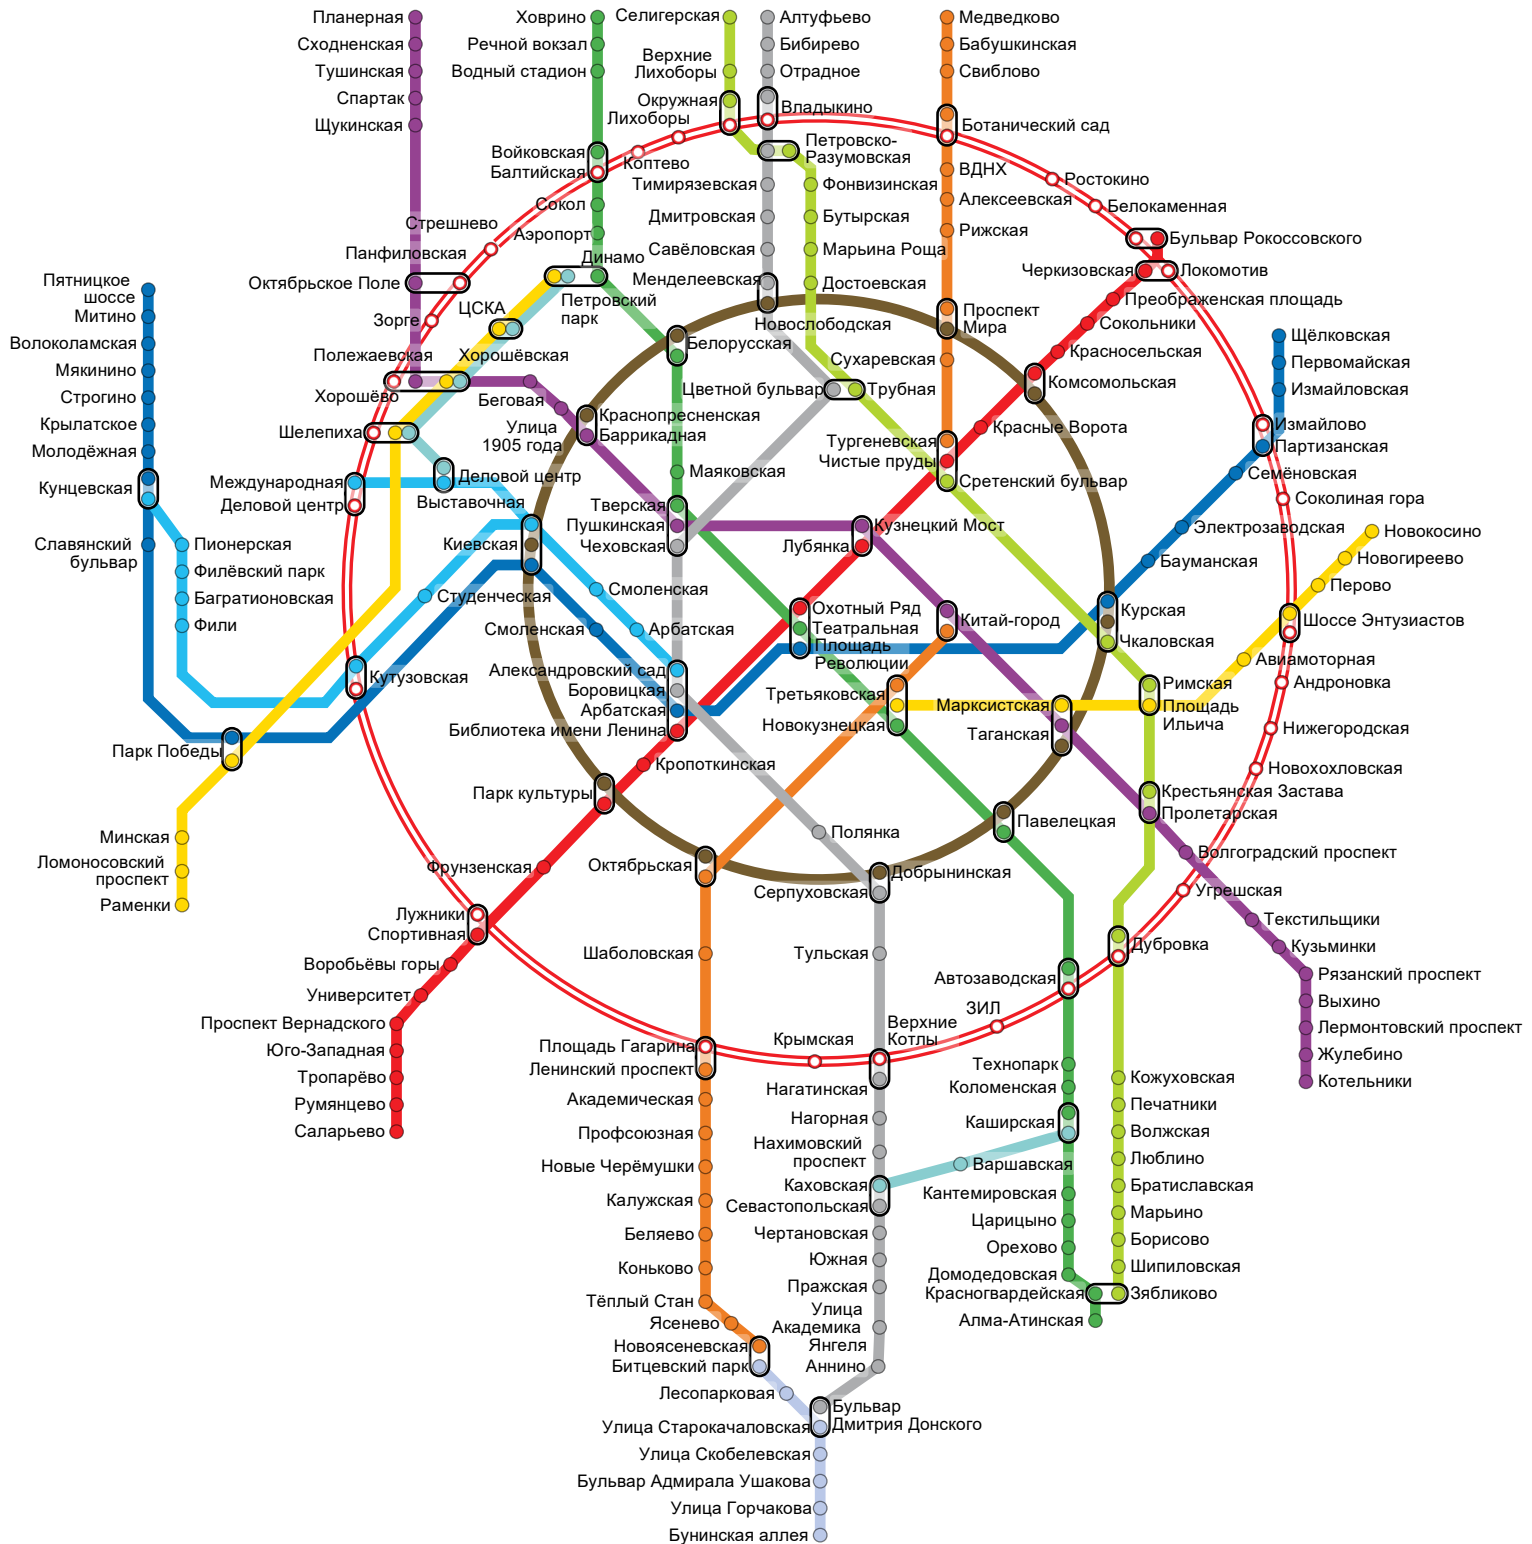 Планерная
Ховрино
Селигерская
Алтуфьево
Медведково
Сходненская
Речной вокзал
Бибирево
Бабушкинская
Тушинская
Водный стадион
Верхние
Лихоборы
Отрадное
Свиблово
Спартак
Окружная
Владыкино
Щукинская
Лихоборы
Ботанический сад
Войковская
Балтийская
Коптево
Петровско-
Разумовская
ВДНХ
Ростокино
Тимирязевская
Фонвизинская
Алексеевская
Белокаменная
Сокол
Дмитровская
Бутырская
Рижская
Стрешнево
Аэропорт
Савёловская
Марьина Роща
Бульвар Рокоссовского
Панфиловская
Динамо
Черкизовская
Локомотив
Октябрьское Поле
Менделеевская
Достоевская
Пятницкое
шоссе
Петровский
парк
Преображенская площадь
Митино
Зорге
ЦСКА
Новослободская
Проспект
Мира
Сокольники
Волоколамская
Белорусская
Красносельская
Щёлковская
Полежаевская
Хорошёвская
Сухаревская
Первомайская
Мякинино
Хорошёво
Беговая
Цветной бульвар
Трубная
Комсомольская
Измайловская
Строгино
Крылатское
Шелепиха
Улица
1905 года
Краснопресненская
Баррикадная
Тургеневская
Чистые пруды
Красные Ворота
Измайлово
Партизанская
Молодёжная
Маяковская
Сретенский бульвар
Семёновская
Кунцевская
Международная
Деловой центр
Деловой центр
Выставочная
Соколиная гора
Тверская
Пушкинская
Чеховская
Кузнецкий Мост
Лубянка
Электрозаводская
Новокосино
Славянский
бульвар
Пионерская
Киевская
Бауманская
Новогиреево
Филёвский парк
Смоленская
Перово
Багратионовская
Студенческая
Охотный Ряд
Театральная
Площадь
Революции
Китай-город
Курская
Шоссе Энтузиастов
Фили
Смоленская
Арбатская
Чкаловская
Авиамоторная
Кутузовская
Александровский сад
Боровицкая
Арбатская
Библиотека имени Ленина
Третьяковская
Новокузнецкая
Марксистская
Таганская
Римская
Площадь
Ильича
Андроновка
Нижегородская
Парк Победы
Кропоткинская
Новохохловская
Парк культуры
Крестьянская Застава
Пролетарская
Минская
Полянка
Павелецкая
Ломоносовский
проспект
Фрунзенская
Октябрьская
Добрынинская
Серпуховская
Волгоградский проспект
Раменки
Угрешская
Лужники
Спортивная
Текстильщики
Дубровка
Кузьминки
Воробьёвы горы
Шаболовская
Тульская
Автозаводская
Рязанский проспект
Университет
ЗИЛ
Выхино
Проспект Вернадского
Крымская
Верхние
Котлы
Лермонтовский проспект
Юго-Западная
Площадь Гагарина
Ленинский проспект
Технопарк
Жулебино
Тропарёво
Нагатинская
Коломенская
Кожуховская
Котельники
Румянцево
Академическая
Печатники
Саларьево
Профсоюзная
Нагорная
Каширская
Волжская
Новые Черёмушки
Нахимовский
проспект
Варшавская
Люблино
Калужская
Каховская
Севастопольская
Кантемировская
Братиславская
Беляево
Чертановская
Царицыно
Марьино
Коньково
Южная
Орехово
Борисово
Тёплый Стан
Пражская
Домодедовская
Шипиловская
Ясенево
Улица
Академика
Янгеля
Красногвардейская
Зябликово
Новоясеневская
Битцевский парк
Аннино
Алма-Атинская
Лесопарковая
Бульвар
Дмитрия Донского
Улица Старокачаловская
Улица Скобелевская
Бульвар Адмирала Ушакова
Улица Горчакова
Бунинская аллея